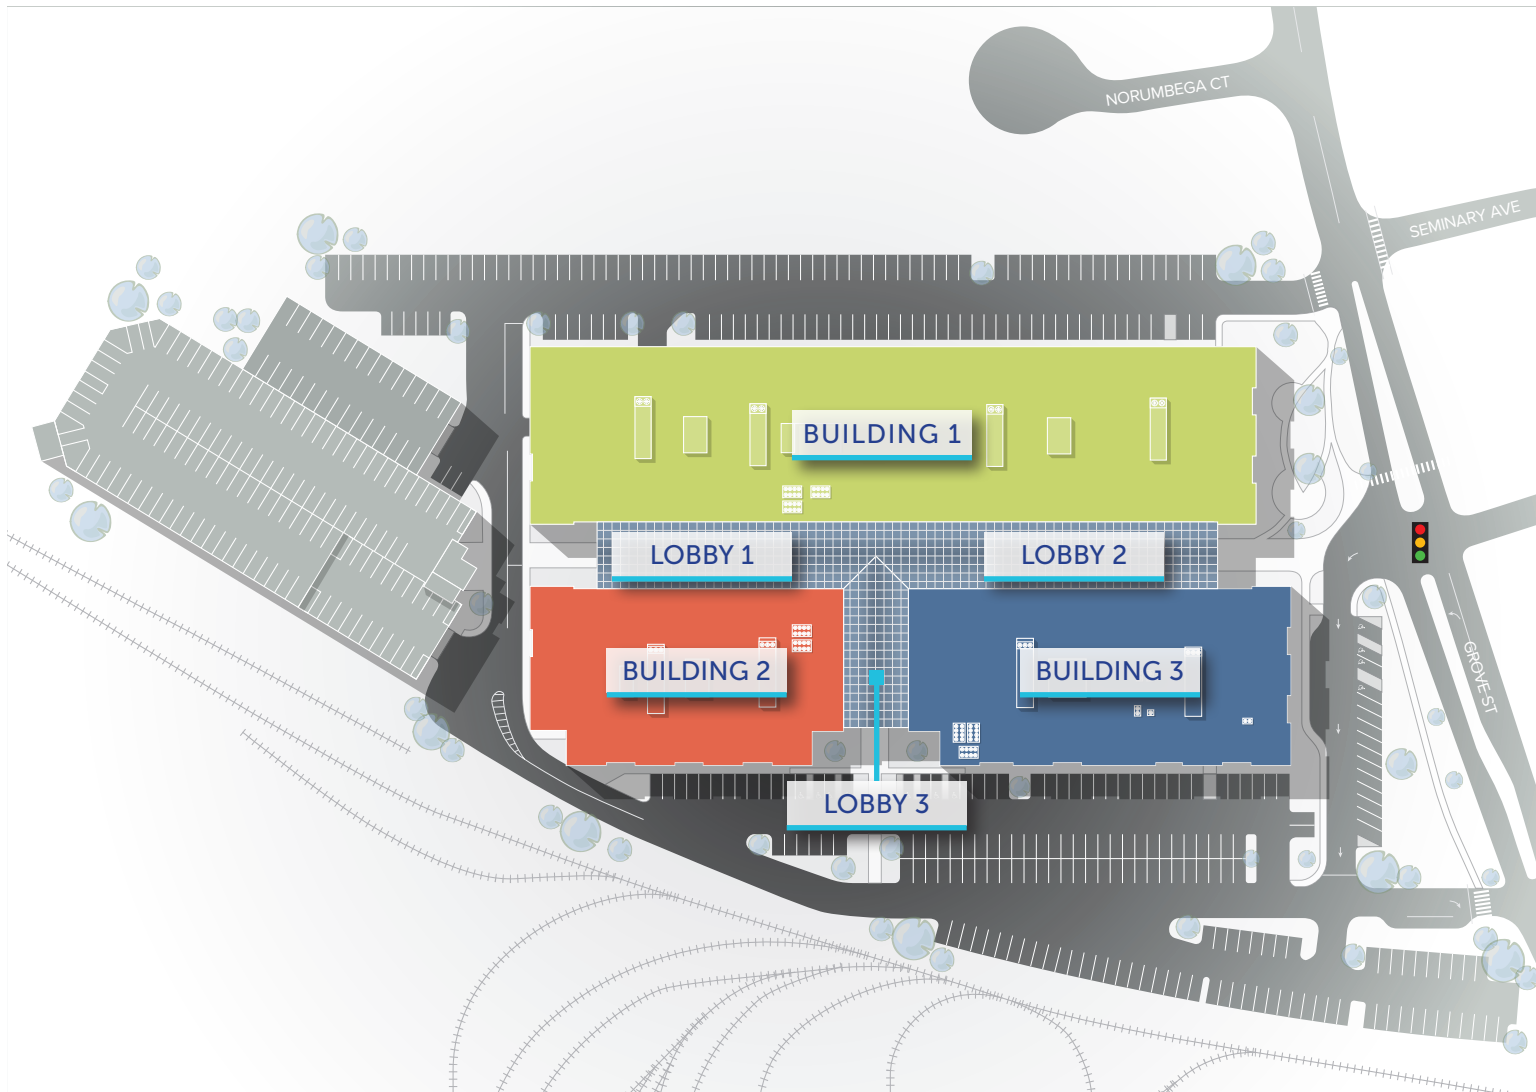 NORUMBEGA CT
SEMINARY AVE
BUILDING 1
LOBBY 1
LOBBY 2
BUILDING 2
BUILDING 3
GROVE ST
LOBBY 3